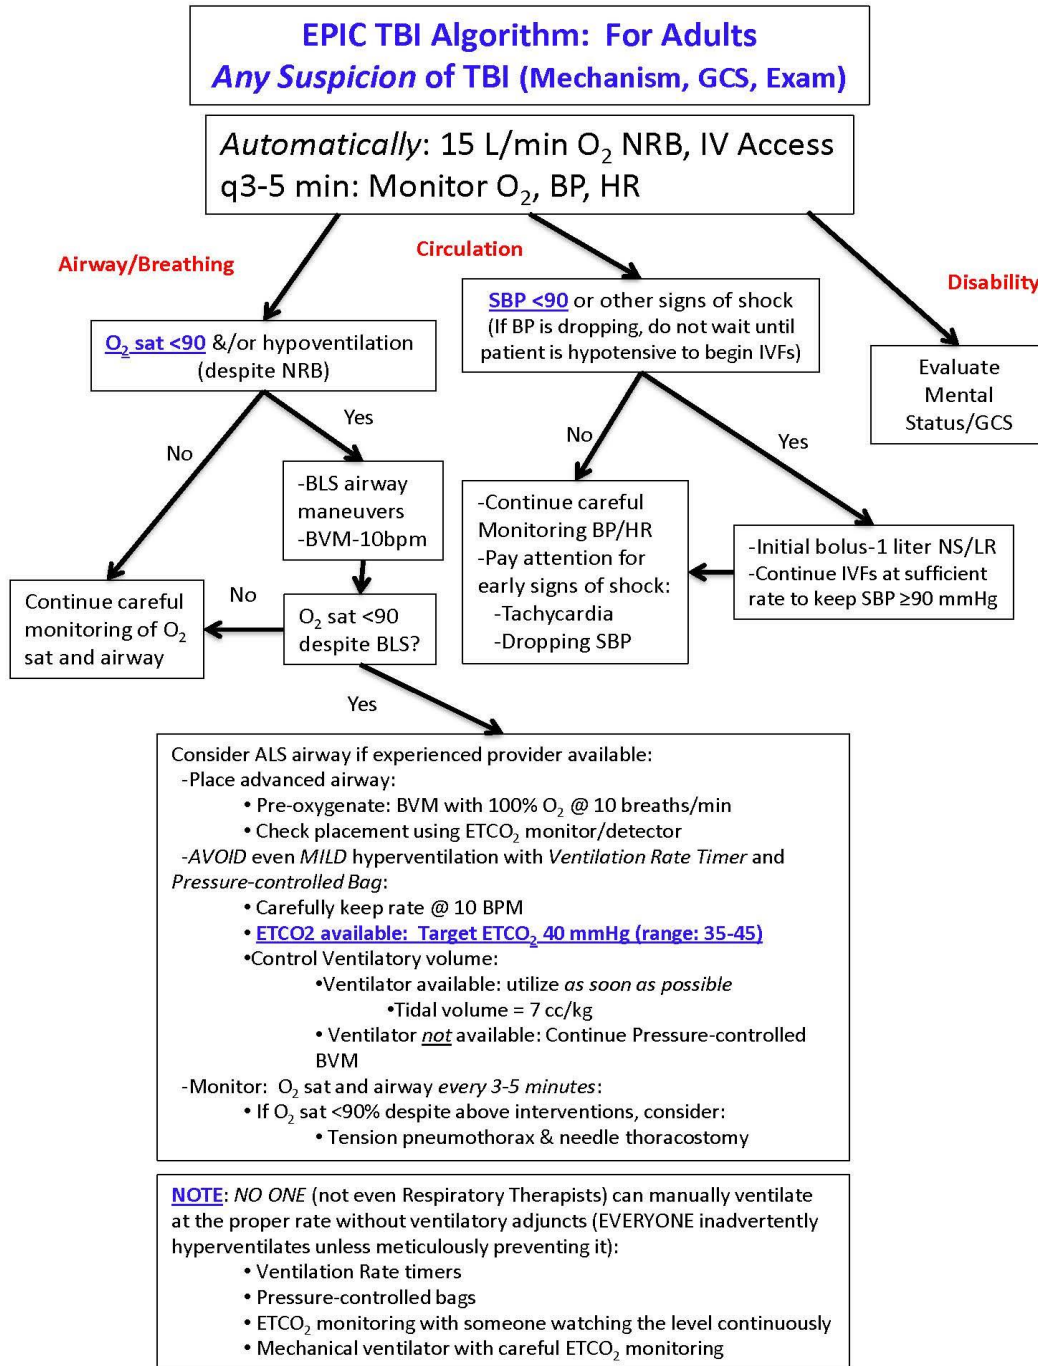 EPIC TBI Algorithm: For Adults
Any Suspicion of TBI (Mechanism, GCS, Exam)
Automatically: 15 L/min O₂ NRB, IV Access
q3-5 min: Monitor O₂, BP, HR
Airway/Breathing
Circulation
Disability
O₂ sat <90 &/or hypoventilation
(despite NRB)
SBP <90 or other signs of shock
(If BP is dropping, do not wait until
patient is hypotensive to begin IVFs)
Evaluate
Mental
Status/GCS
No
Yes
No
Yes
-BLS airway
maneuvers
-BVM-10bpm
-Continue careful
Monitoring BP/HR
-Pay attention for
early signs of shock:
-Tachycardia
-Dropping SBP
-Initial bolus-1 liter NS/LR
-Continue IVFs at sufficient
rate to keep SBP ≥90 mmHg
Continue careful
monitoring of O₂
sat and airway
No
O₂ sat <90
despite BLS?
Yes
Consider ALS airway if experienced provider available:
-Place advanced airway:
• Pre-oxygenate: BVM with 100% O₂ @ 10 breaths/min
• Check placement using ETCO₂ monitor/detector
-AVOID even MILD hyperventilation with Ventilation Rate Timer and
Pressure-controlled Bag:
• Carefully keep rate @ 10 BPM
• ETCO2 available: Target ETCO₂ 40 mmHg (range: 35-45)
•Control Ventilatory volume:
•Ventilator available: utilize as soon as possible
•Tidal volume = 7 cc/kg
• Ventilator not available: Continue Pressure-controlled
BVM
-Monitor: O₂ sat and airway every 3-5 minutes:
• If O₂ sat <90% despite above interventions, consider:
• Tension pneumothorax & needle thoracostomy
NOTE: NO ONE (not even Respiratory Therapists) can manually ventilate
at the proper rate without ventilatory adjuncts (EVERYONE inadvertently
hyperventilates unless meticulously preventing it):
• Ventilation Rate timers
• Pressure-controlled bags
• ETCO₂ monitoring with someone watching the level continuously
• Mechanical ventilator with careful ETCO₂ monitoring